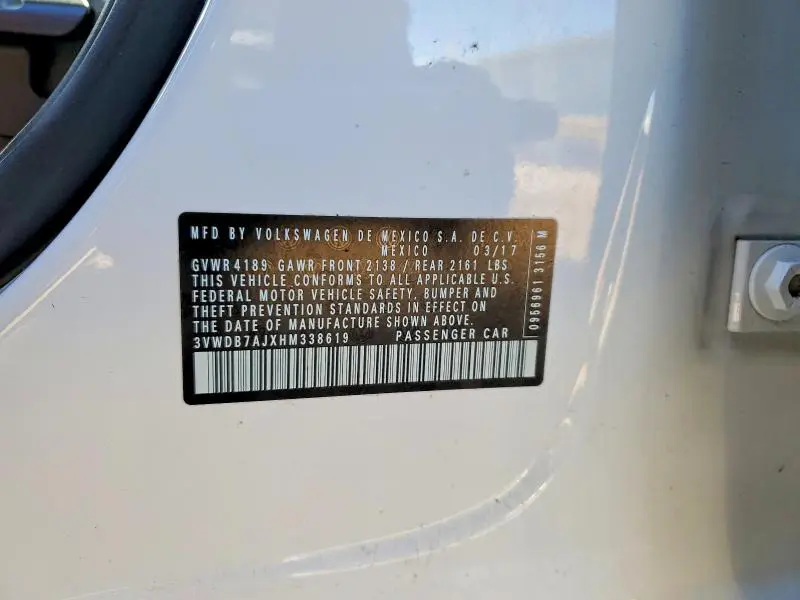 MFD BY VOLKSWAGEN DE MEXICO S.A. DE C.V.
MEXICO 03/17
GVWR 4189 GAWR FRONT 2138 / REAR 2161 LBS
THIS VEHICLE CONFORMS TO ALL APPLICABLE U.S.
FEDERAL MOTOR VEHICLE SAFETY, BUMPER AND
THEFT PREVENTION STANDARDS IN EFFECT ON
THE DATE OF MANUFACTURE SHOWN ABOVE.
3VWDB7AJXHM338619 PASSENGER CAR
0956961 3156 M